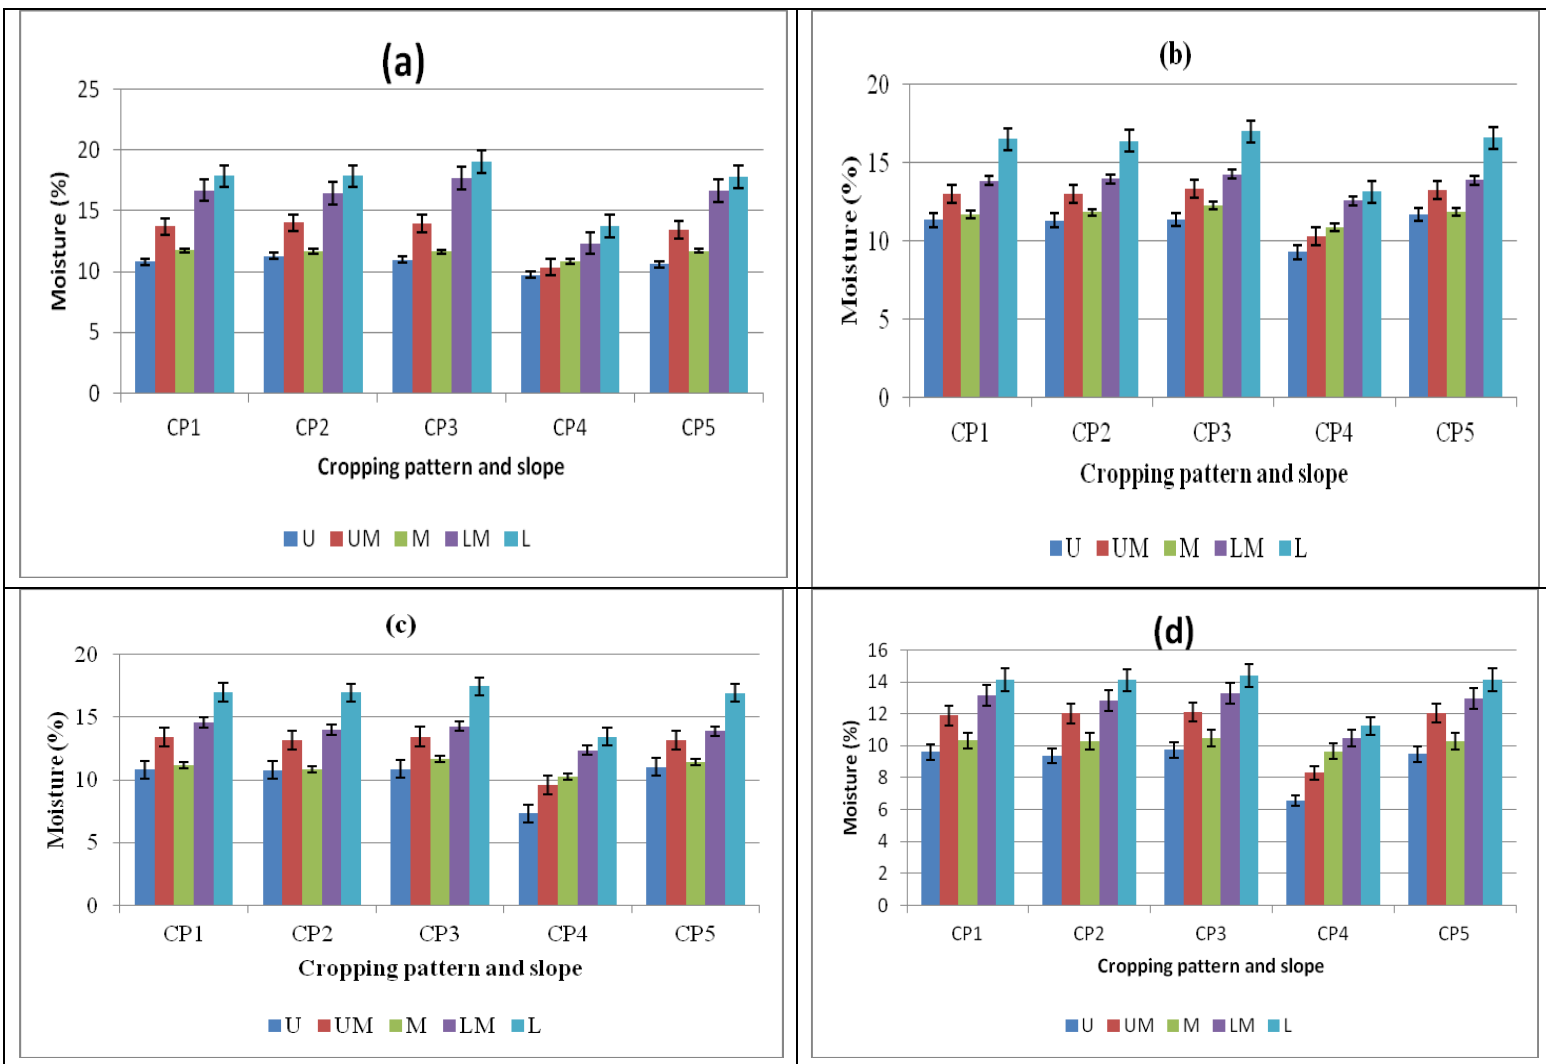 (a)
25
20
15
10
5
0
Moisture (%)
CP1 CP2 CP3 CP4 CP5
Cropping pattern and slope
U UM M LM L
(b)
20
15
10
5
0
Moisture (%)
CP1 CP2 CP3 CP4 CP5
Cropping pattern and slope
U UM M LM L
(c)
20
15
10
5
0
Moisture (%)
CP1 CP2 CP3 CP4 CP5
Cropping pattern and slope
U UM M LM L
(d)
16
14
12
10
8
6
4
2
0
Moisture (%)
CP1 CP2 CP3 CP4 CP5
Cropping pattern and slope
U UM M LM L